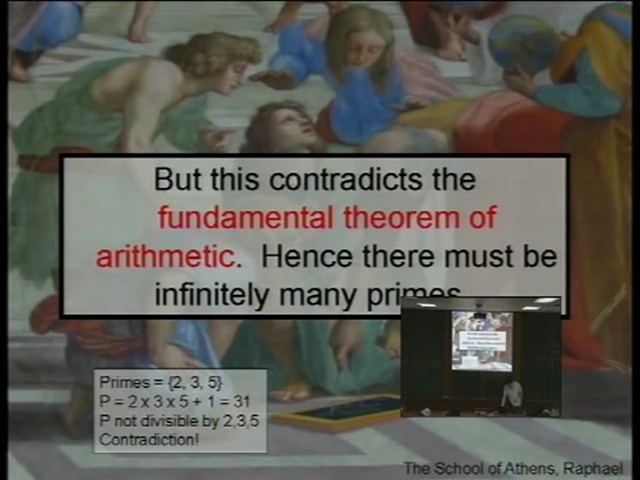 But this contradicts the
fundamental theorem of
arithmetic. Hence there must be
infinitely many primes
Primes = {2, 3, 5}
P = 2 x 3 x 5 + 1 = 31
P not divisible by 2,3,5
Contradiction!
The School of Athens, Raphael